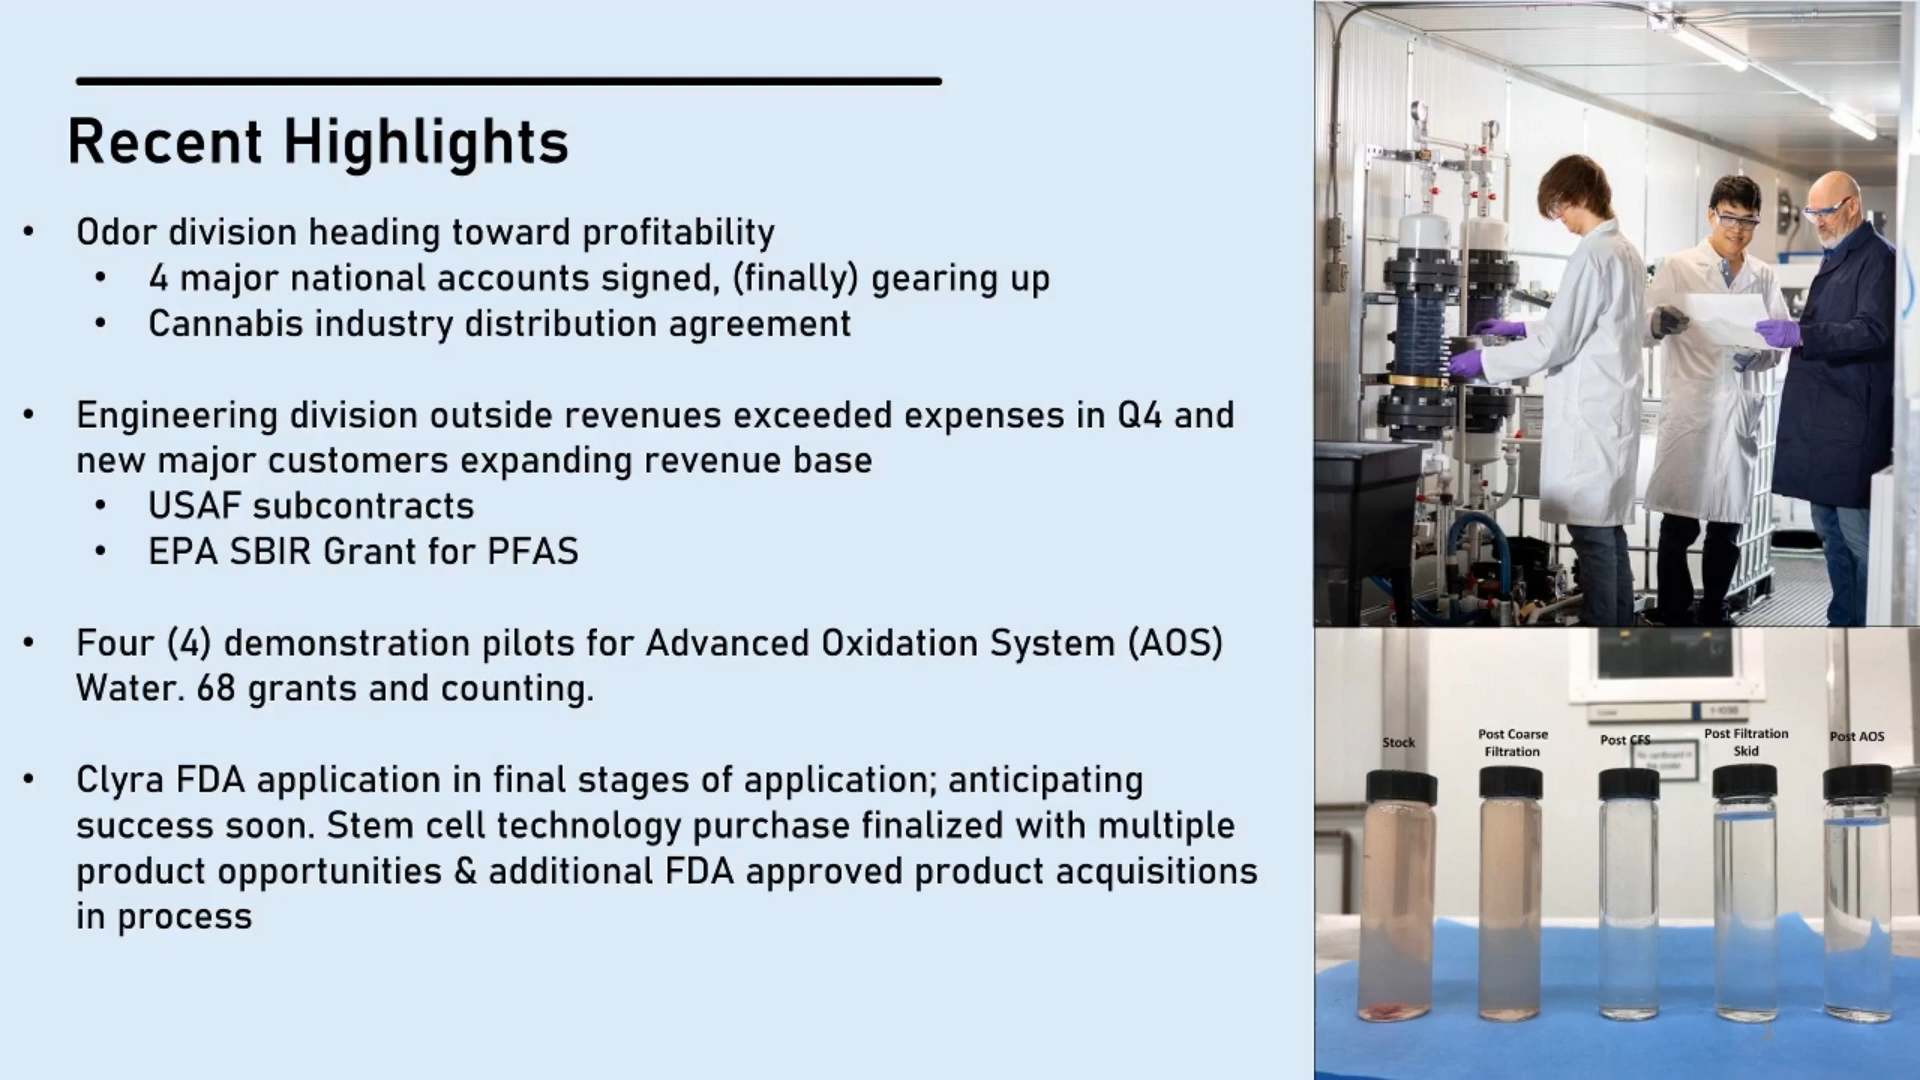 Recent Highlights
• Odor division heading toward profitability
• 4 major national accounts signed, (finally) gearing up
• Cannabis industry distribution agreement
• Engineering division outside revenues exceeded expenses in Q4 and
new major customers expanding revenue base
• USAF subcontracts
• EPA SBIR Grant for PFAS
• Four (4) demonstration pilots for Advanced Oxidation System (AOS)
Water. 68 grants and counting.
• Clyra FDA application in final stages of application; anticipating
success soon. Stem cell technology purchase finalized with multiple
product opportunities & additional FDA approved product acquisitions
in process
Stock
Post Coarse
Filtration
Post CFS
Post Filtration
Skid
Post AOS